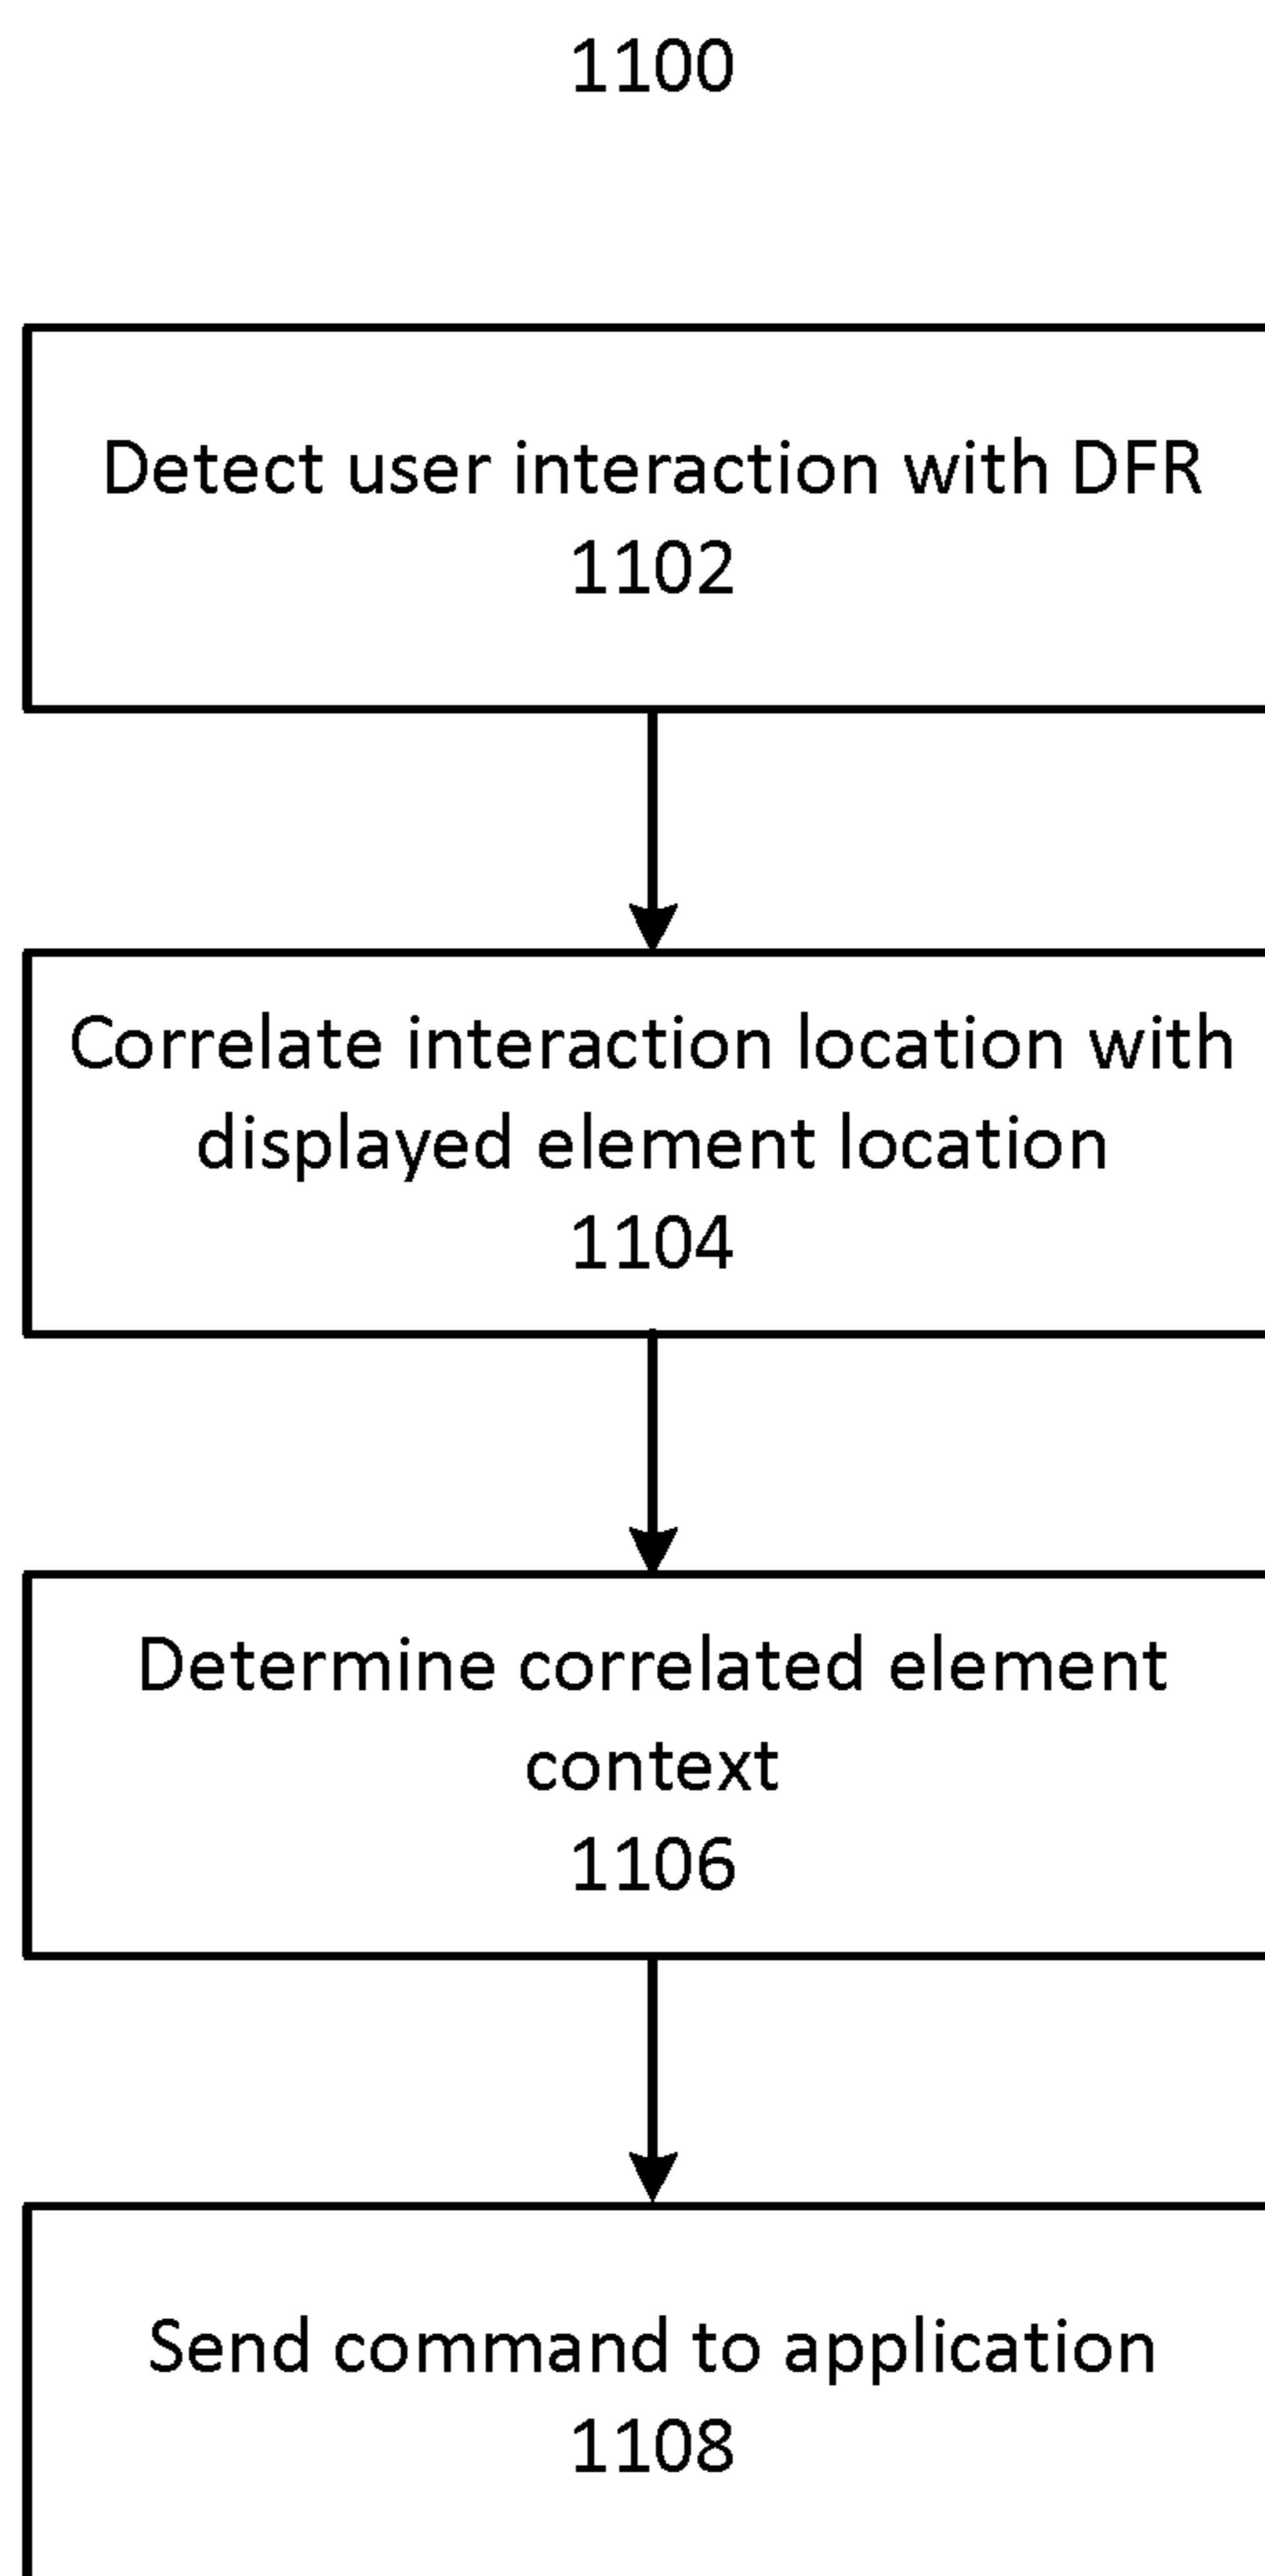 1100
Detect user interaction with DFR
1102
Correlate interaction location with
displayed element location
1104
Determine correlated element
context
1106
Send command to application
1108